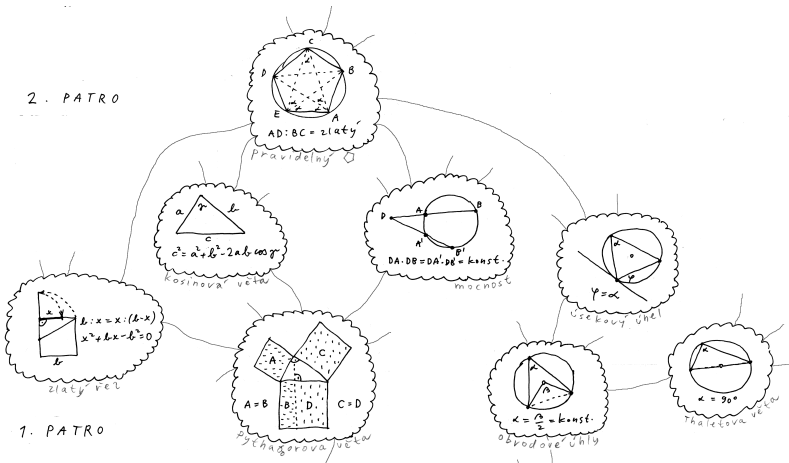 2. PATRO
C
D
B
α
α
α
E
A
AD:BC = zlatý
pravidelný
a
γ
b
c
c² = a² + b² - 2ab cos γ
kosinová věta
D
A
B
A'
B'
DA·DB = DA'·DB' = konst.
mocnost
α
φ
φ = α
úsekový úhel
x
b : x = x : (b-x)
x² + bx - b² = 0
b
zlatý řez
A
C
A = B
B
D
C = D
Pythagorova věta
α
β
α = β/2 = konst.
obvodové úhly
α
α = 90°
Thaletova věta
1. PATRO